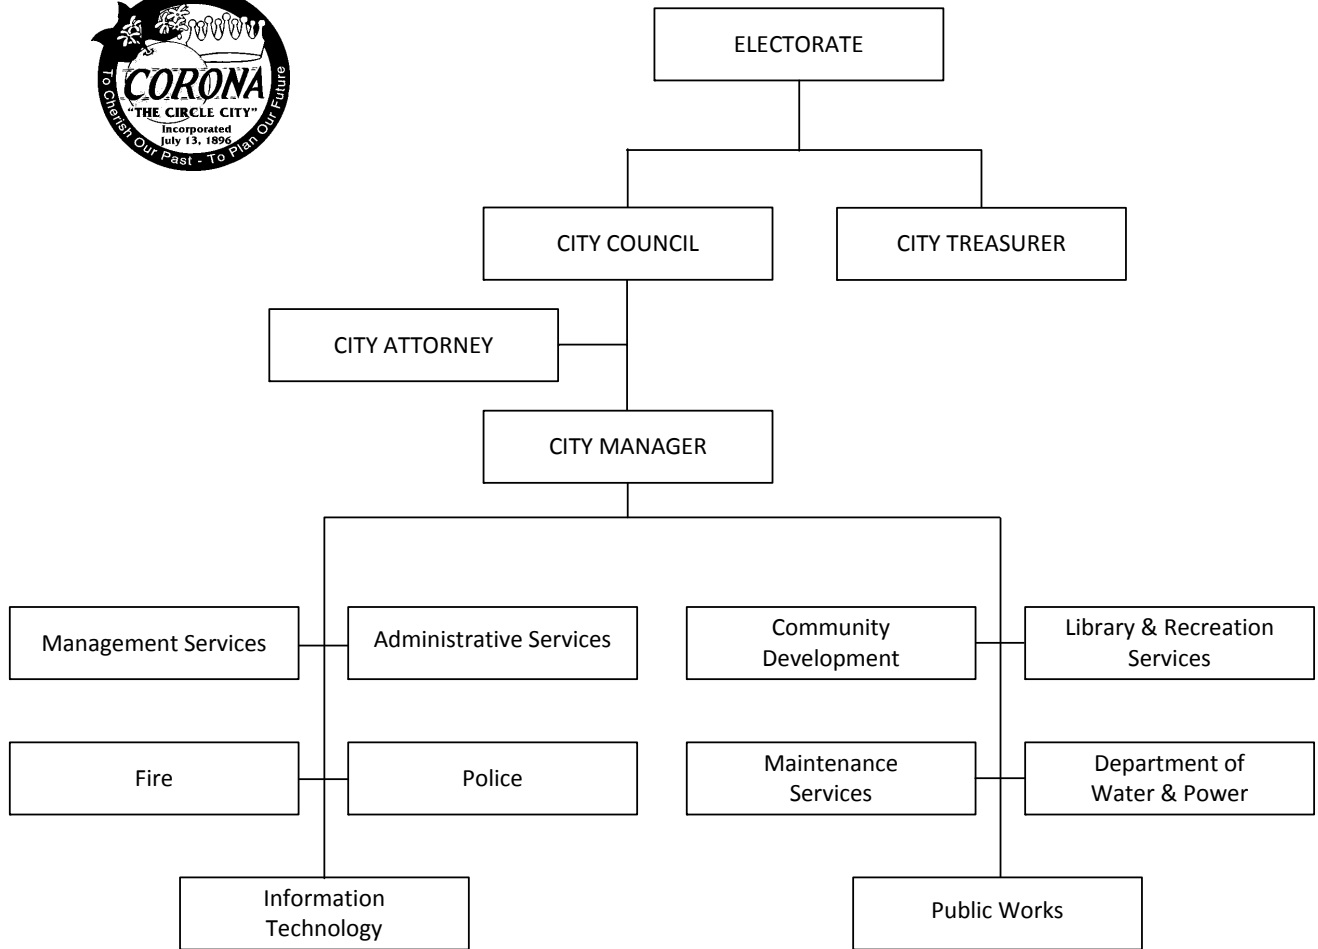 CORONA
"THE CIRCLE CITY"
Incorporated
July 13, 1896
To Cherish Our Past - To Plan Our Future
ELECTORATE
CITY COUNCIL
CITY TREASURER
CITY ATTORNEY
CITY MANAGER
Management Services
Administrative Services
Community
Development
Library & Recreation
Services
Fire
Police
Maintenance
Services
Department of
Water & Power
Information
Technology
Public Works